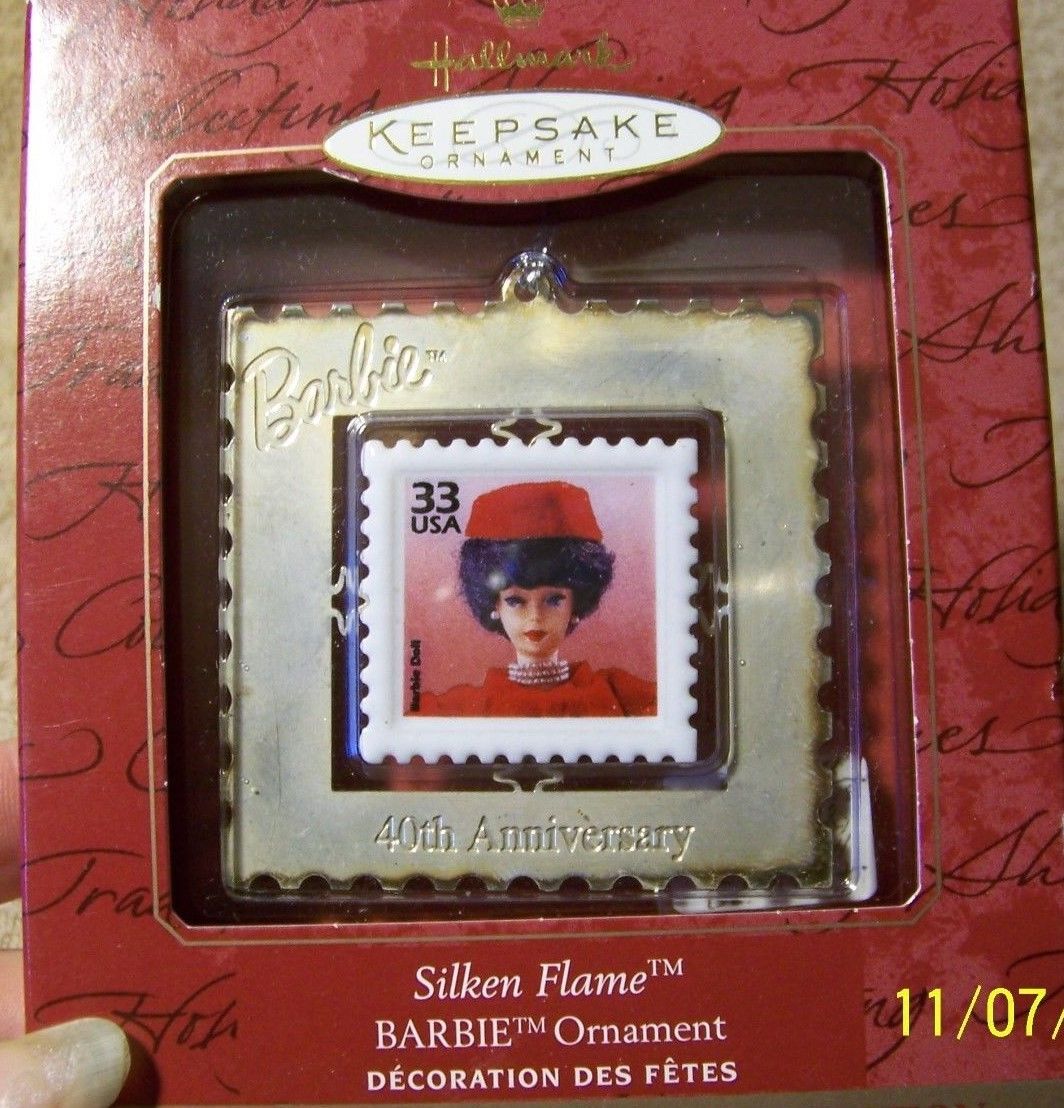 Hallmark
KEEPSAKE
ORNAMENT
Barbie™
33
USA
Barbie Doll
40th Anniversary
Silken Flame™
BARBIE™ Ornament
DÉCORATION DES FÊTES
11/07/